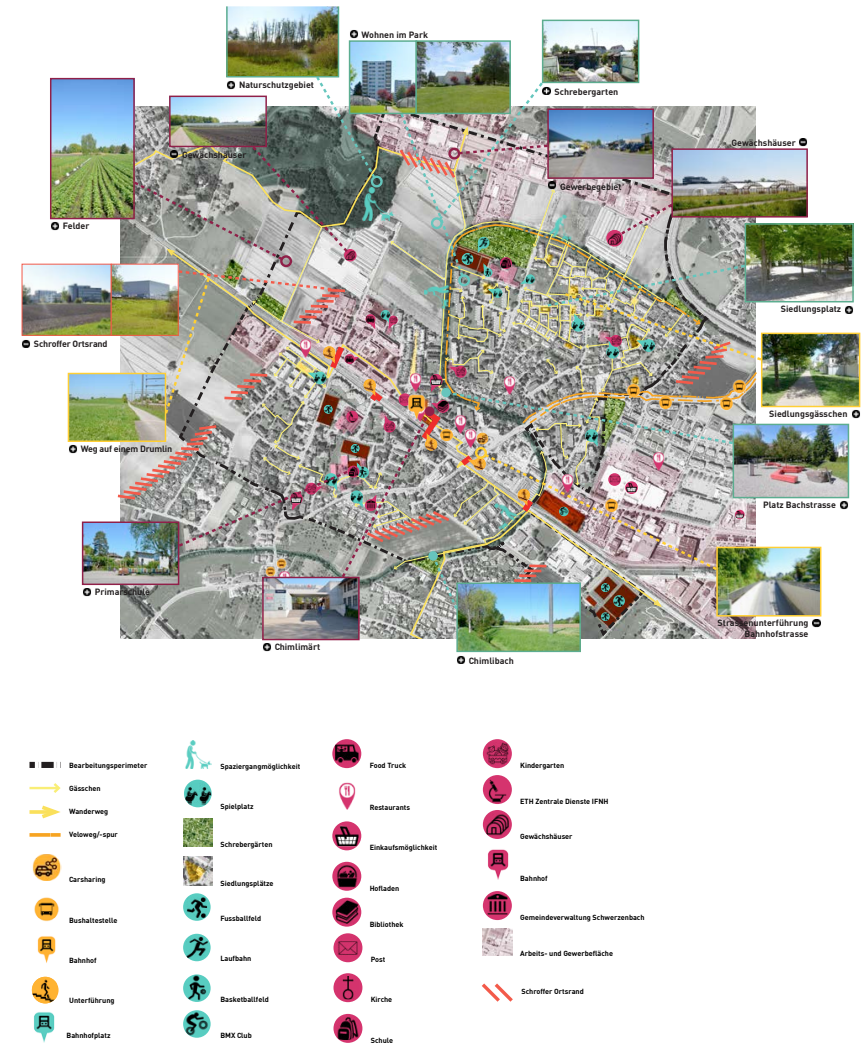 Wohnen im Park
Naturschutzgebiet
Schrebergarten
Gewächshäuser
Gewächshäuser
Gewerbegebiet
Felder
Siedlungsplatz
Schroffer Ortsrand
Siedlungsgässchen
Weg auf einem Drumlin
Platz Bachstrasse
Primarschule
Strassenunterführung
Bahnhofstrasse
Chimlimärt
Chimlibach
Bearbeitungsperimeter
Gässchen
Wanderweg
Veloweg/-spur
Carsharing
Bushaltestelle
Bahnhof
Unterführung
Bahnhofplatz
Spaziergangmöglichkeit
Spielplatz
Schrebergärten
Siedlungsplätze
Fussballfeld
Laufbahn
Basketballfeld
BMX Club
Food Truck
Restaurants
Einkaufsmöglichkeit
Hofladen
Bibliothek
Post
Kirche
Schule
Kindergarten
ETH Zentrale Dienste IFNH
Gewächshäuser
Bahnhof
Gemeindeverwaltung Schwerzenbach
Arbeits- und Gewerbefläche
Schroffer Ortsrand